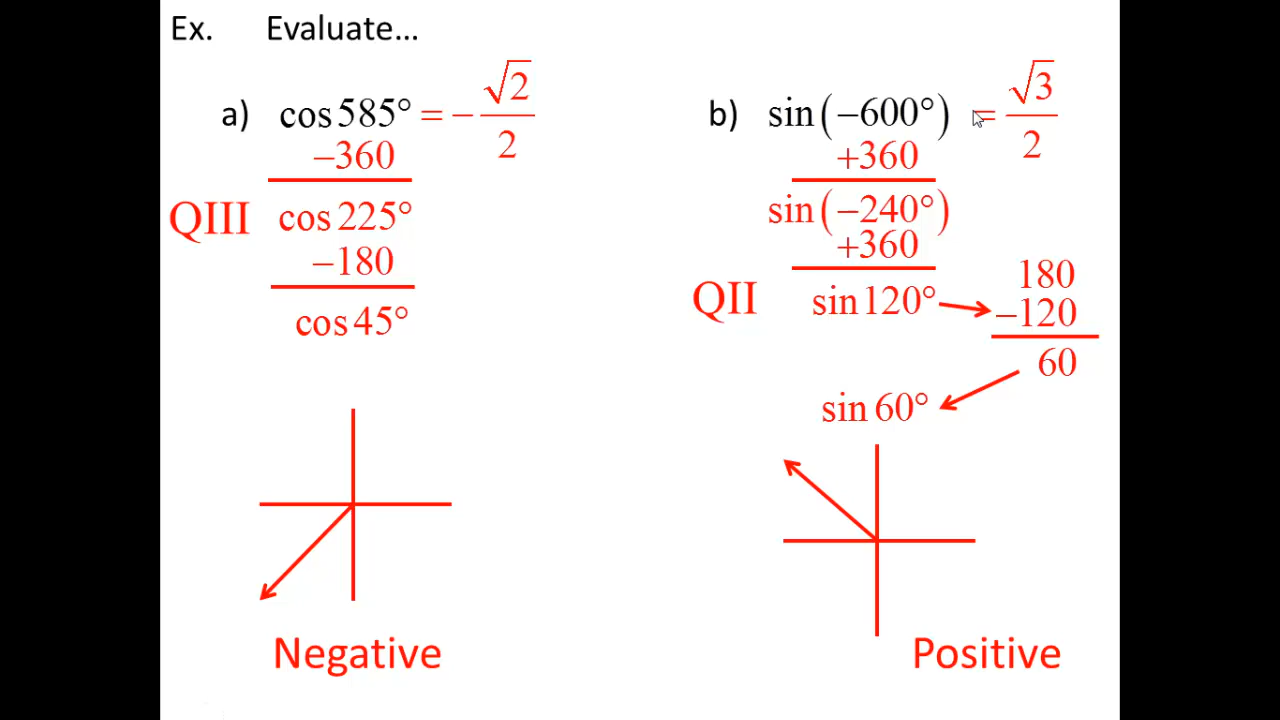 Ex. Evaluate...
a) cos 585° = −√2/2
−360
QIII cos 225°
−180
cos 45°
Negative
b) sin(−600°) = √3/2
+360
sin(−240°)
+360
QII sin 120°
180
−120
60
sin 60°
Positive